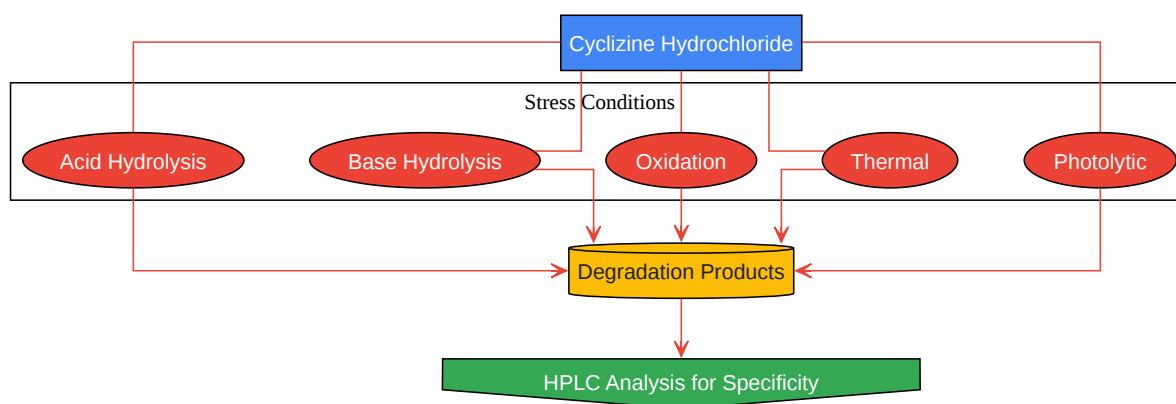 Cyclizine Hydrochloride
Stress Conditions
Acid Hydrolysis
Base Hydrolysis
Oxidation
Thermal
Photolytic
Degradation Products
HPLC Analysis for Specificity